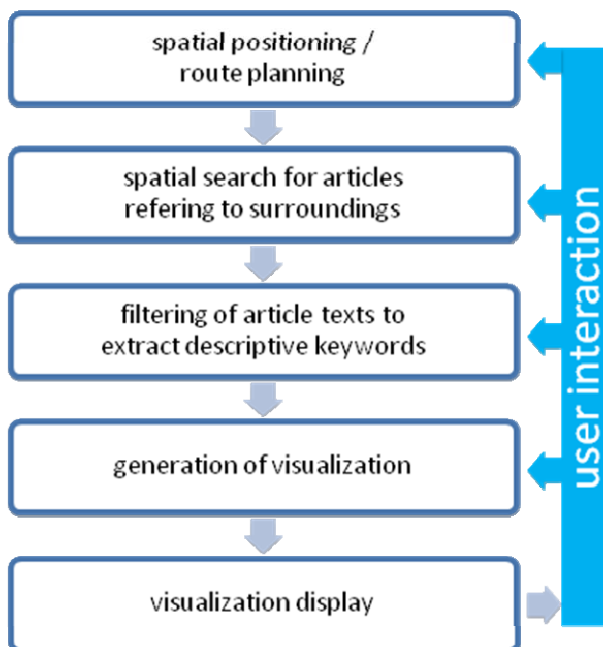 spatial positioning /
route planning
spatial search for articles
refering to surroundings
filtering of article texts to
extract descriptive keywords
generation of visualization
visualization display
user interaction